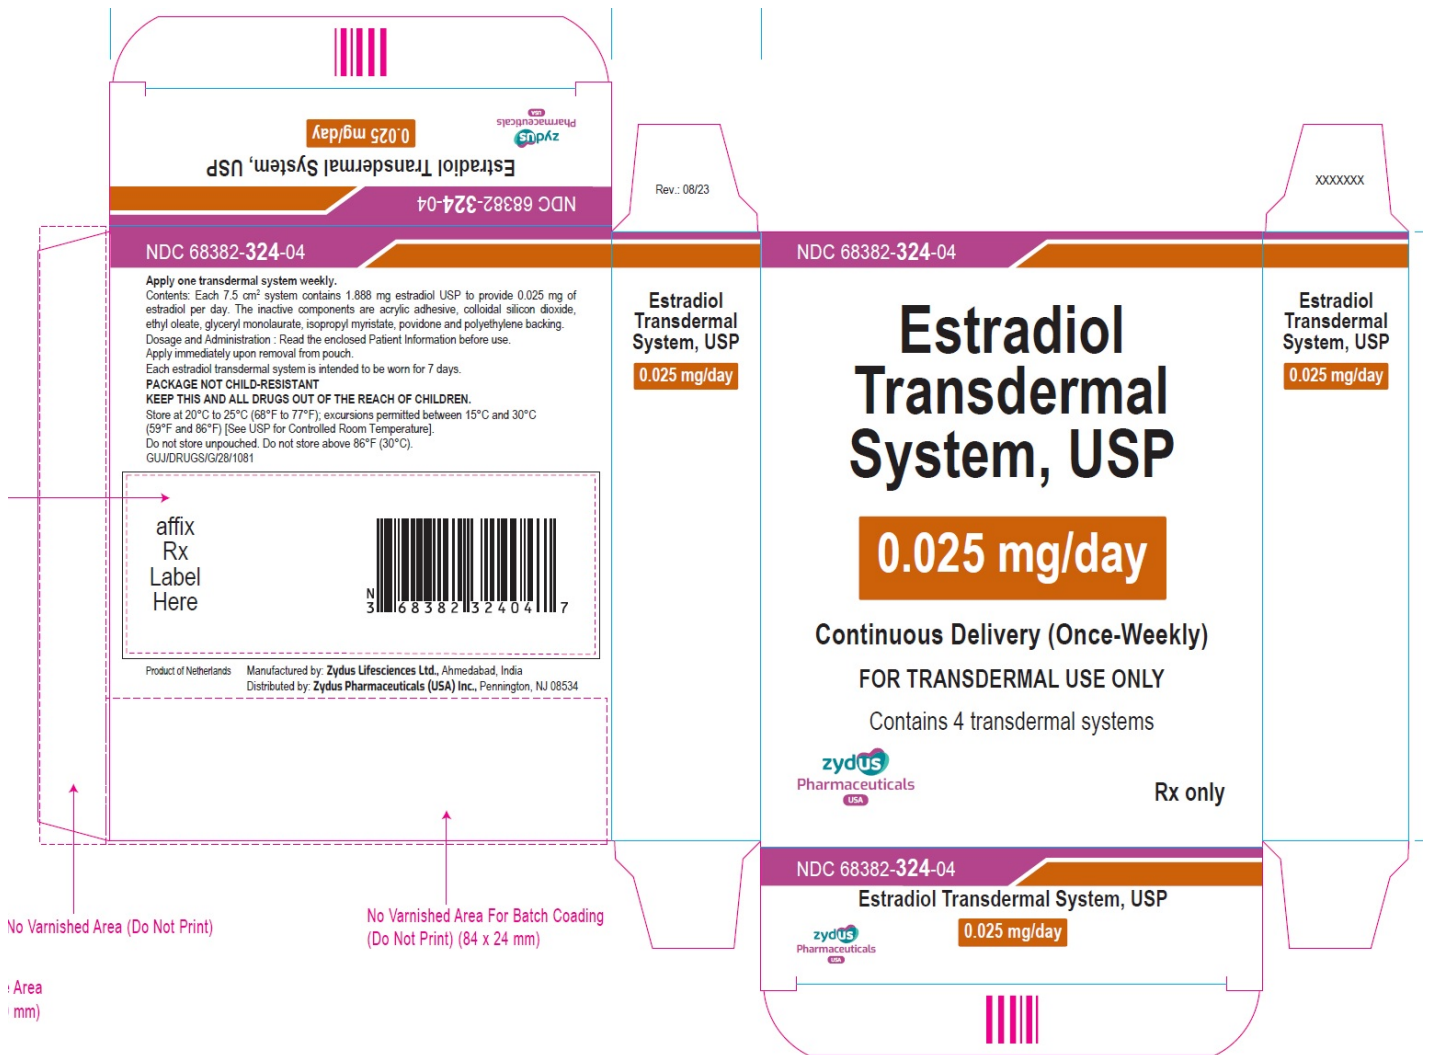 zydus
Pharmaceuticals
USA
0.025 mg/day
Estradiol Transdermal System, USP
NDC 68382-324-04
NDC 68382-324-04
Apply one transdermal system weekly.
Contents: Each 7.5 cm² system contains 1.888 mg estradiol USP to provide 0.025 mg of
estradiol per day. The inactive components are acrylic adhesive, colloidal silicon dioxide,
ethyl oleate, glyceryl monolaurate, isopropyl myristate, povidone and polyethylene backing.
Dosage and Administration : Read the enclosed Patient Information before use.
Apply immediately upon removal from pouch.
Each estradiol transdermal system is intended to be worn for 7 days.
PACKAGE NOT CHILD-RESISTANT
KEEP THIS AND ALL DRUGS OUT OF THE REACH OF CHILDREN.
Store at 20°C to 25°C (68°F to 77°F); excursions permitted between 15°C and 30°C
(59°F and 86°F) [See USP for Controlled Room Temperature].
Do not store unpouched. Do not store above 86°F (30°C).
GUJ/DRUGS/G/28/1081
affix
Rx
Label
Here
N
3 68382 32404 7
Product of Netherlands
Manufactured by: Zydus Lifesciences Ltd., Ahmedabad, India
Distributed by: Zydus Pharmaceuticals (USA) Inc., Pennington, NJ 08534
No Varnished Area (Do Not Print)
No Varnished Area For Batch Coading
(Do Not Print) (84 x 24 mm)
Area
mm)
Rev.: 08/23
Estradiol
Transdermal
System, USP
0.025 mg/day
NDC 68382-324-04
Estradiol
Transdermal
System, USP
0.025 mg/day
Continuous Delivery (Once-Weekly)
FOR TRANSDERMAL USE ONLY
Contains 4 transdermal systems
zydus
Pharmaceuticals
USA
Rx only
NDC 68382-324-04
Estradiol Transdermal System, USP
0.025 mg/day
zydus
Pharmaceuticals
USA
XXXXXXX
Estradiol
Transdermal
System, USP
0.025 mg/day